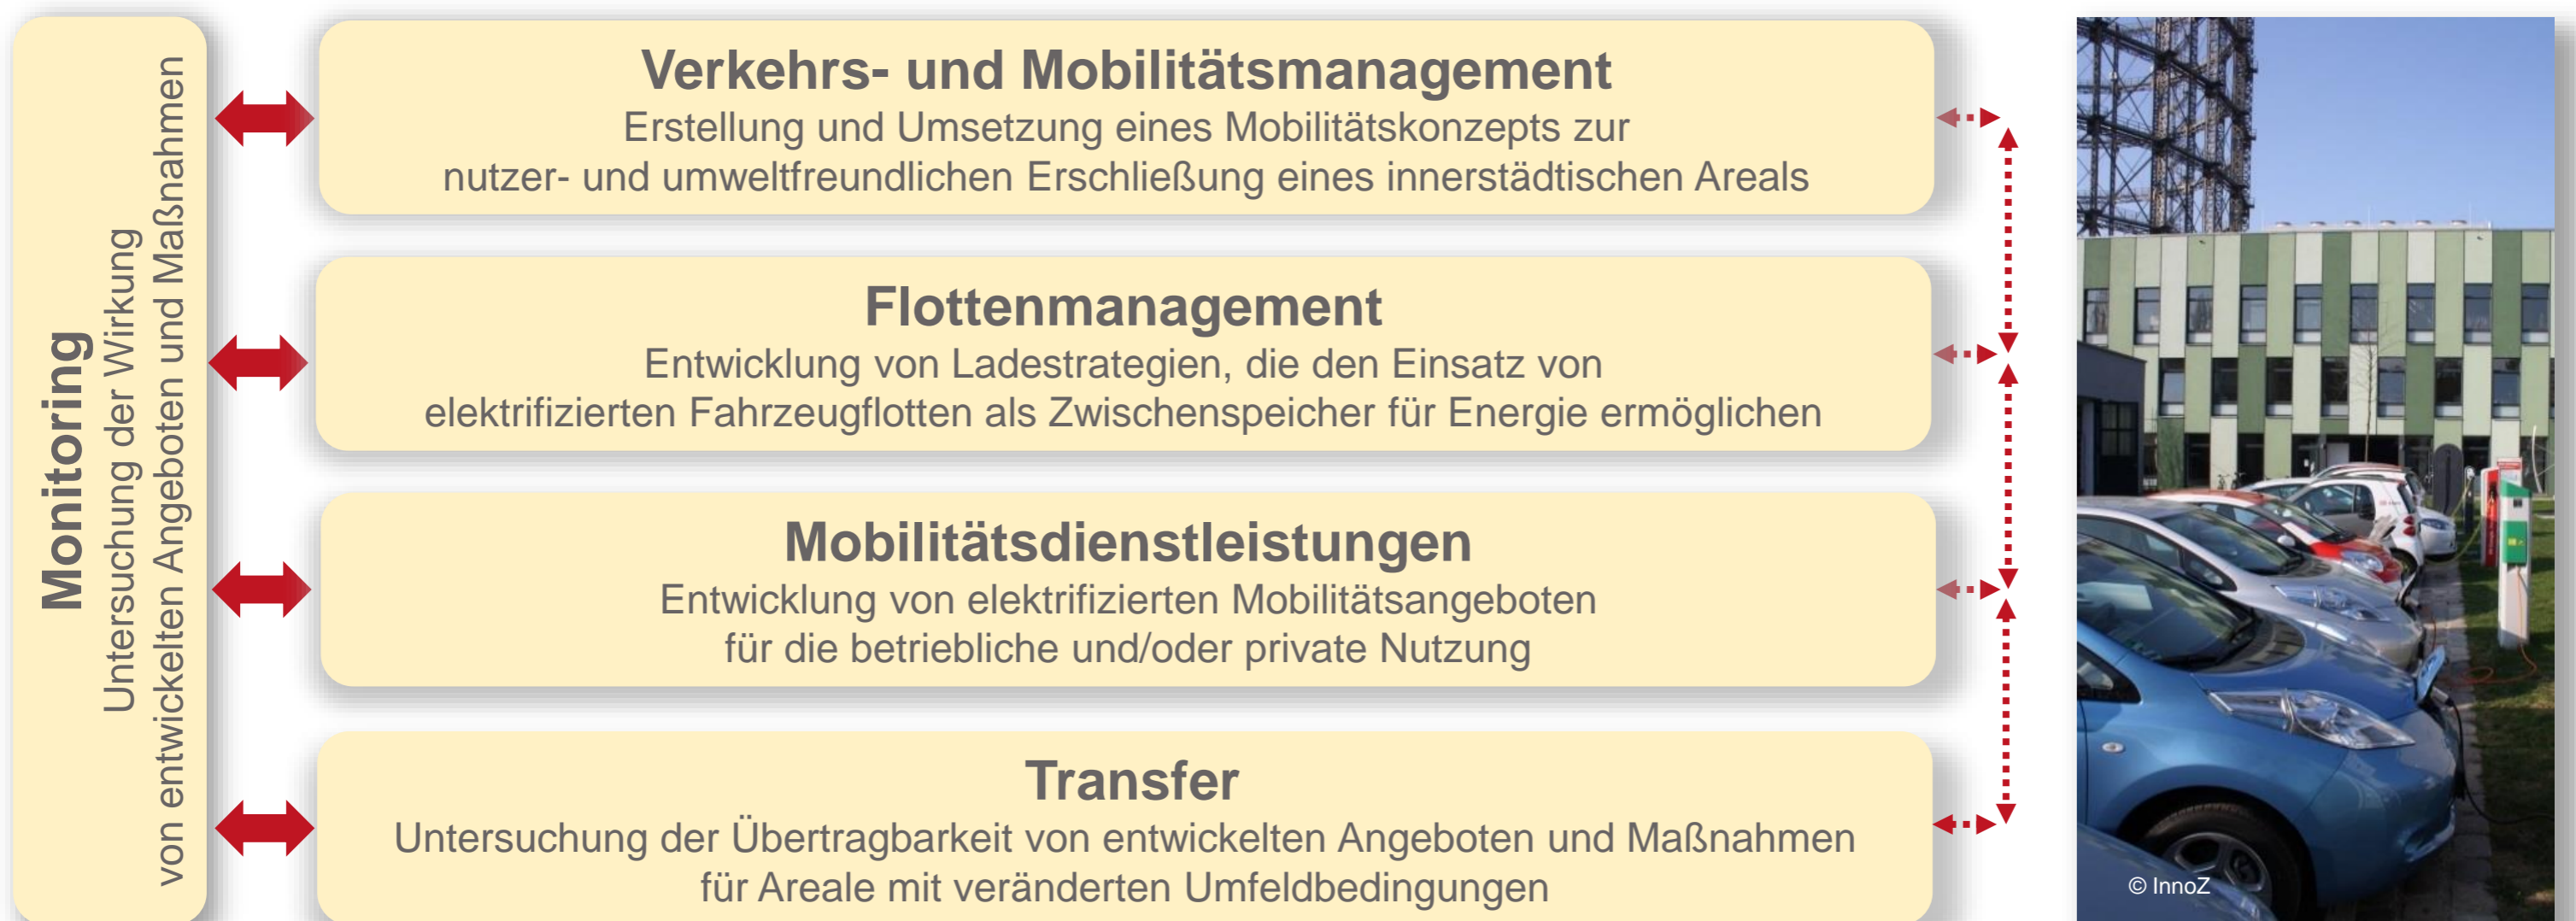 Monitoring
Untersuchung der Wirkung
von entwickelten Angeboten und Maßnahmen
Verkehrs- und Mobilitätsmanagement
Erstellung und Umsetzung eines Mobilitätskonzepts zur
nutzer- und umweltfreundlichen Erschließung eines innerstädtischen Areals
Flottenmanagement
Entwicklung von Ladestrategien, die den Einsatz von
elektrifizierten Fahrzeugflotten als Zwischenspeicher für Energie ermöglichen
Mobilitätsdienstleistungen
Entwicklung von elektrifizierten Mobilitätsangeboten
für die betriebliche und/oder private Nutzung
Transfer
Untersuchung der Übertragbarkeit von entwickelten Angeboten und Maßnahmen
für Areale mit veränderten Umfeldbedingungen
© InnoZ